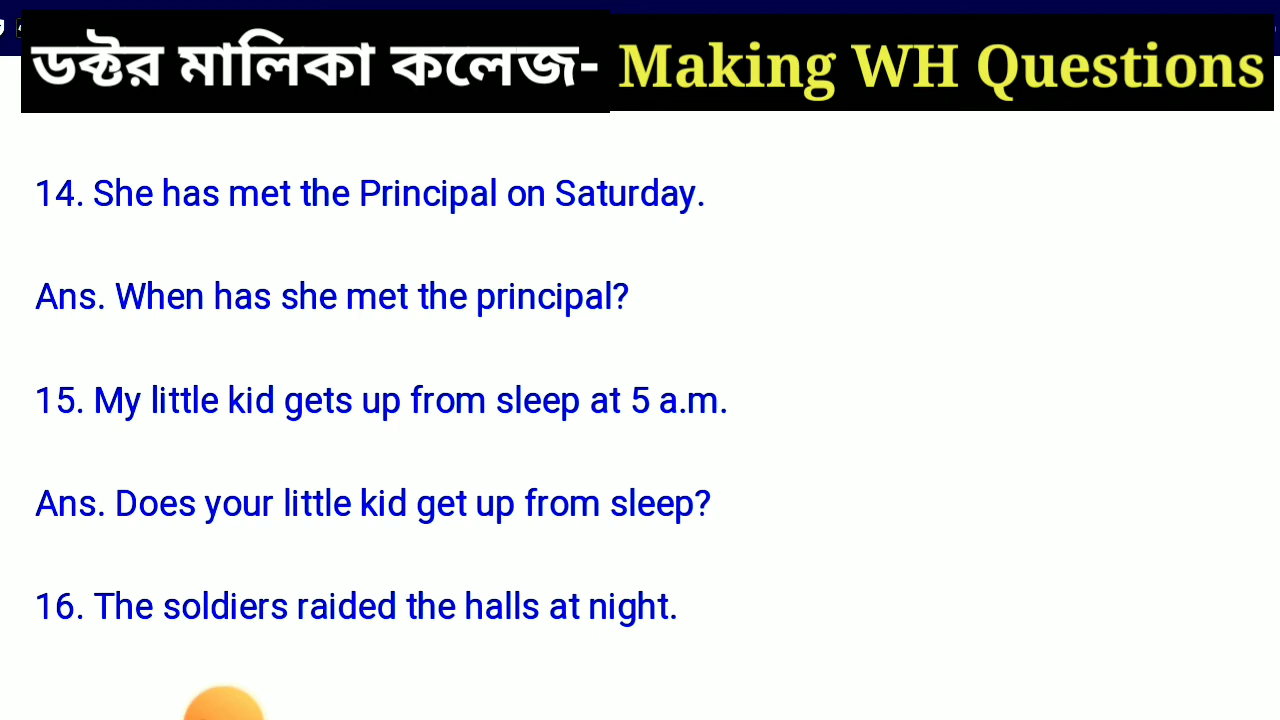 ডক্টর মালিকা কলেজ- Making WH Questions
14. She has met the Principal on Saturday.
Ans. When has she met the principal?
15. My little kid gets up from sleep at 5 a.m.
Ans. Does your little kid get up from sleep?
16. The soldiers raided the halls at night.